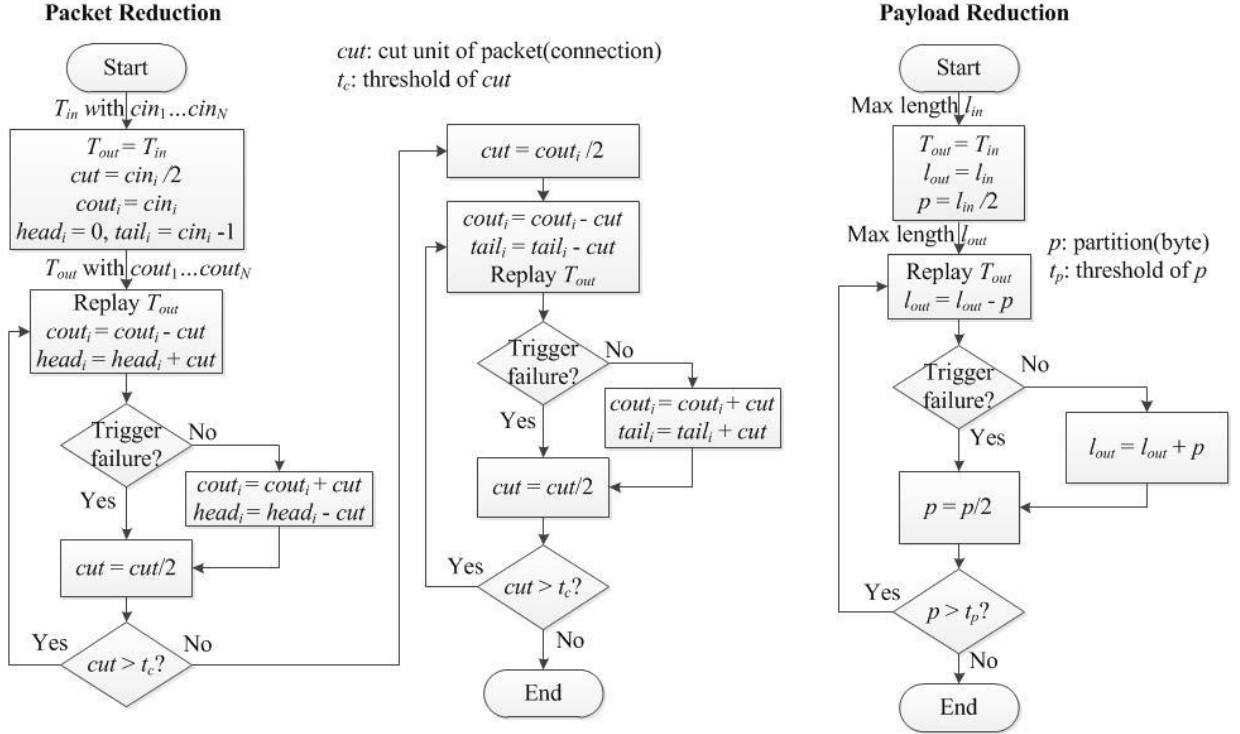 Packet Reduction
Start
T_in with cin_1...cin_N
T_out = T_in
cut = cin_i /2
cout_i = cin_i
head_i = 0, tail_i = cin_i -1
T_out with cout_1...cout_N
Replay T_out
cout_i = cout_i - cut
head_i = head_i + cut
Trigger
failure?
No
cout_i = cout_i + cut
head_i = head_i - cut
Yes
cut = cut/2
Yes
cut > t_c?
No
cut: cut unit of packet(connection)
t_c: threshold of cut
cut = cout_i /2
cout_i = cout_i - cut
tail_i = tail_i - cut
Replay T_out
Trigger
failure?
No
cout_i = cout_i + cut
tail_i = tail_i + cut
Yes
cut = cut/2
Yes
cut > t_c?
No
End
Payload Reduction
Start
Max length l_in
T_out = T_in
l_out = l_in
p = l_in /2
Max length l_out
p: partition(byte)
t_p: threshold of p
Replay T_out
l_out = l_out - p
Trigger
failure?
No
l_out = l_out + p
Yes
p = p/2
Yes
p > t_p?
No
End